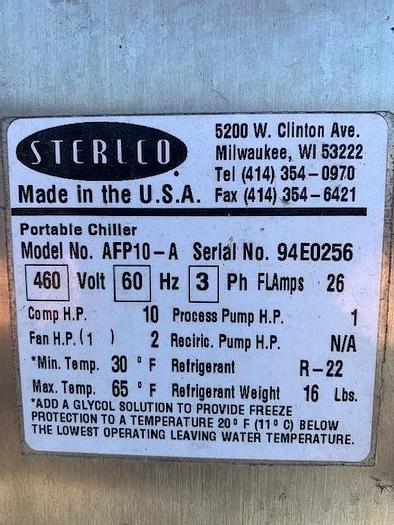 STERLCO
5200 W. Clinton Ave.
Milwaukee, WI 53222
Tel (414) 354-0970
Made in the U.S.A. Fax (414) 354-6421
Portable Chiller
Model No. AFP10-A Serial No. 94E0256
460 Volt 60 Hz 3 Ph FLAmps 26
Comp H.P. 10 Process Pump H.P. 1
Fan H.P. (1 ) 2 Reciric. Pump H.P. N/A
*Min. Temp. 30 °F Refrigerant R-22
Max. Temp. 65 °F Refrigerant Weight 16 Lbs.
*ADD A GLYCOL SOLUTION TO PROVIDE FREEZE
PROTECTION TO A TEMPERATURE 20° F (11° C) BELOW
THE LOWEST OPERATING LEAVING WATER TEMPERATURE.